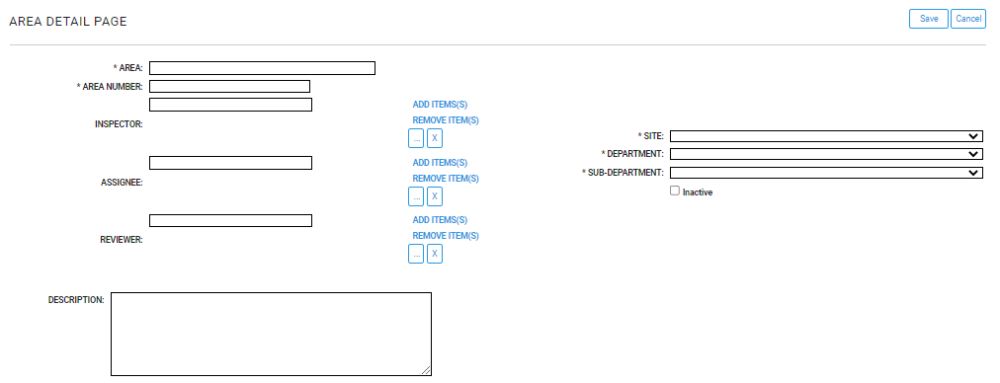 AREA DETAIL PAGE
Save Cancel
* AREA:
* AREA NUMBER:
INSPECTOR:
ADD ITEMS(S)
REMOVE ITEM(S)
... X
ASSIGNEE:
ADD ITEMS(S)
REMOVE ITEM(S)
... X
REVIEWER:
ADD ITEMS(S)
REMOVE ITEM(S)
... X
* SITE:
* DEPARTMENT:
* SUB-DEPARTMENT:
Inactive
DESCRIPTION: